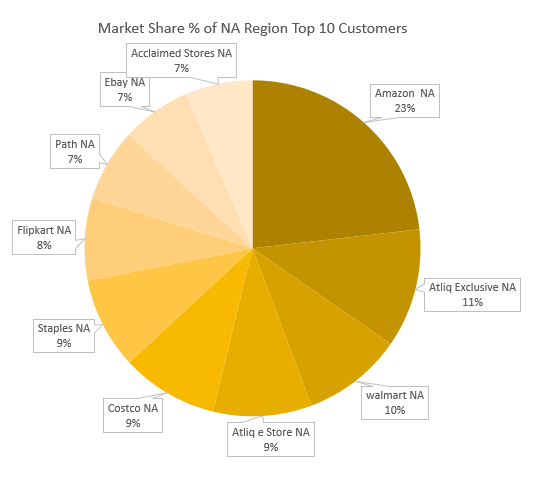 Market Share % of NA Region Top 10 Customers
Acclaimed Stores NA
7%
Ebay NA
7%
Amazon  NA
23%
Path NA
7%
Flipkart NA
8%
Atliq Exclusive NA
11%
Staples NA
9%
walmart NA
10%
Costco NA
9%
Atliq e Store NA
9%